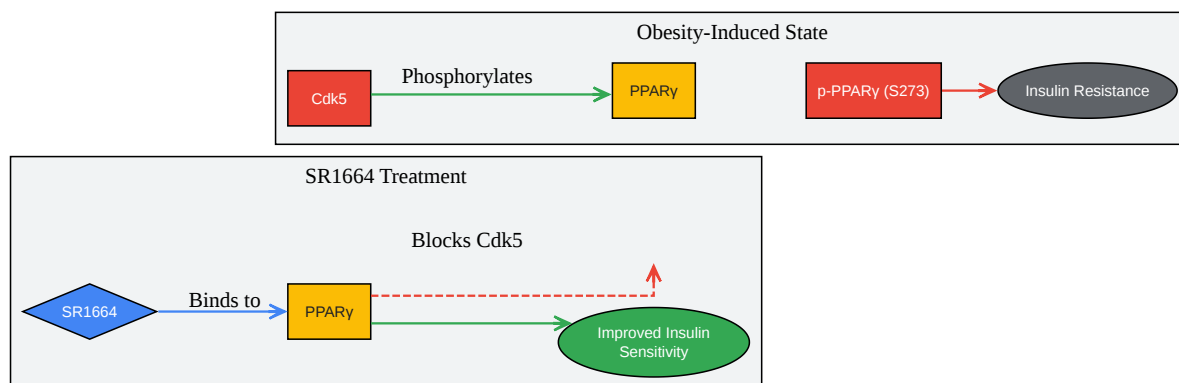 Obesity-Induced State
Phosphorylates
Cdk5
PPARγ
p-PPARγ (S273)
Insulin Resistance
SR1664 Treatment
Blocks Cdk5
SR1664
Binds to
PPARγ
Improved Insulin
Sensitivity